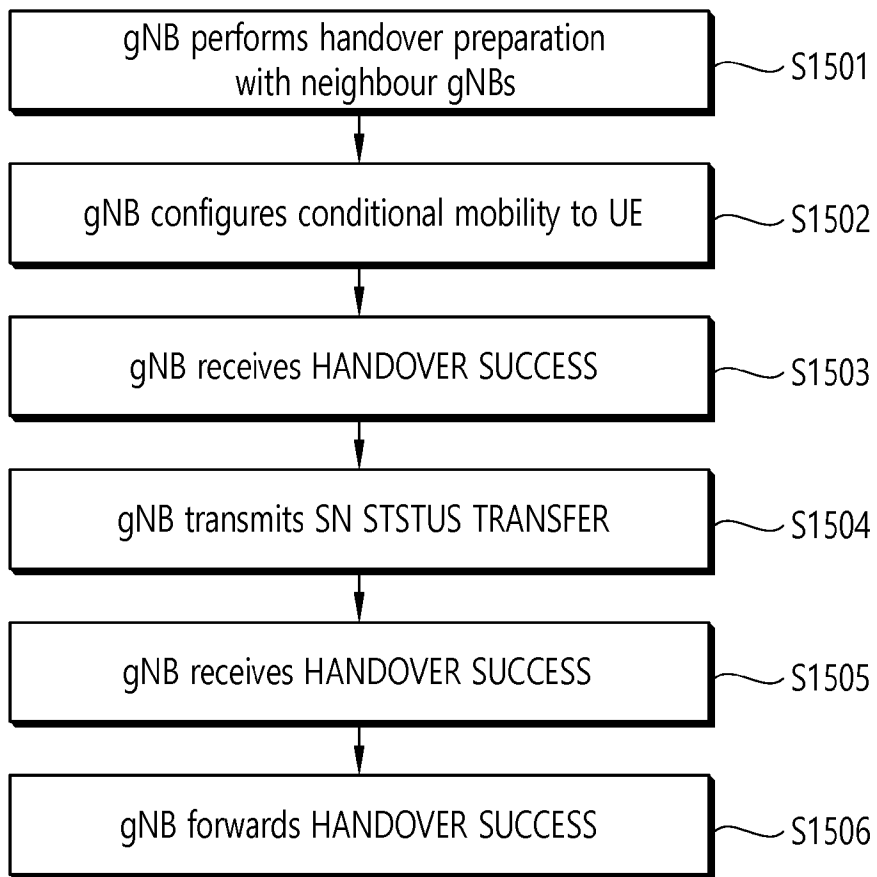 gNB performs handover preparation
with neighbour gNBs
S1501
gNB configures conditional mobility to UE
S1502
gNB receives HANDOVER SUCCESS
S1503
gNB transmits SN STSTUS TRANSFER
S1504
gNB receives HANDOVER SUCCESS
S1505
gNB forwards HANDOVER SUCCESS
S1506